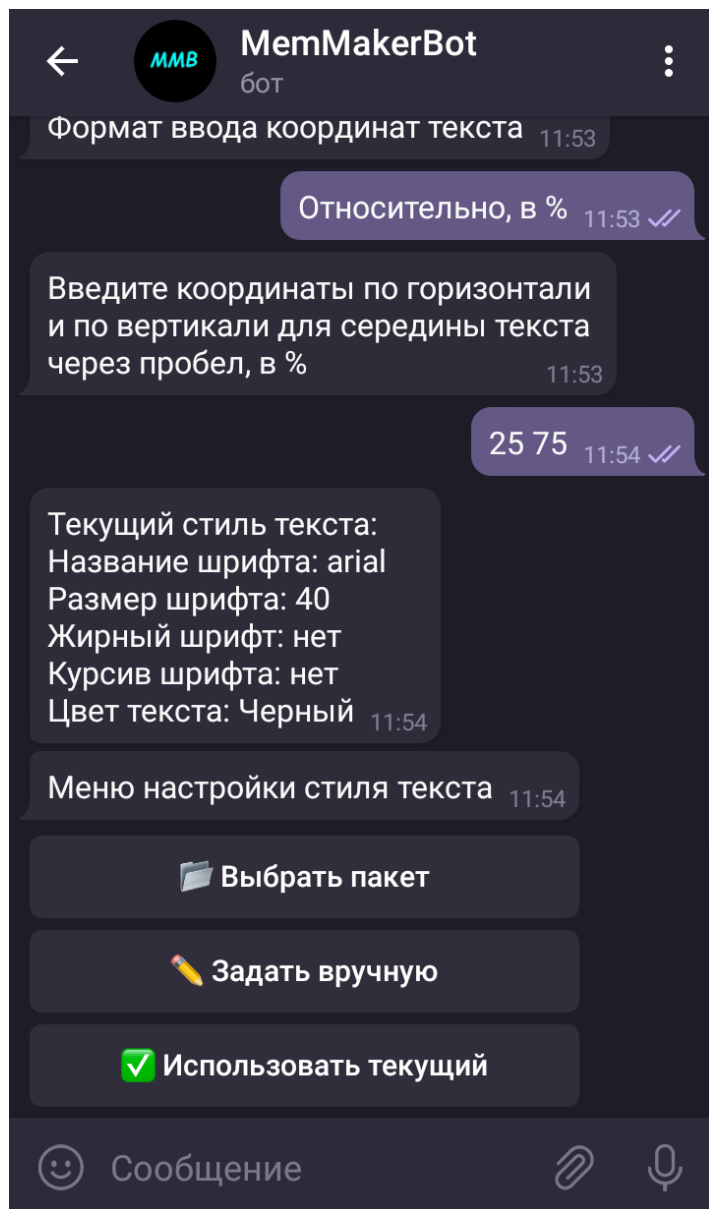 MMB
MemMakerBot
бот
Формат ввода координат текста 11:53
Относительно, в % 11:53
Введите координаты по горизонтали
и по вертикали для середины текста
через пробел, в % 11:53
25 75 11:54
Текущий стиль текста:
Название шрифта: arial
Размер шрифта: 40
Жирный шрифт: нет
Курсив шрифта: нет
Цвет текста: Черный 11:54
Меню настройки стиля текста 11:54
Выбрать пакет
Задать вручную
Использовать текущий
Сообщение